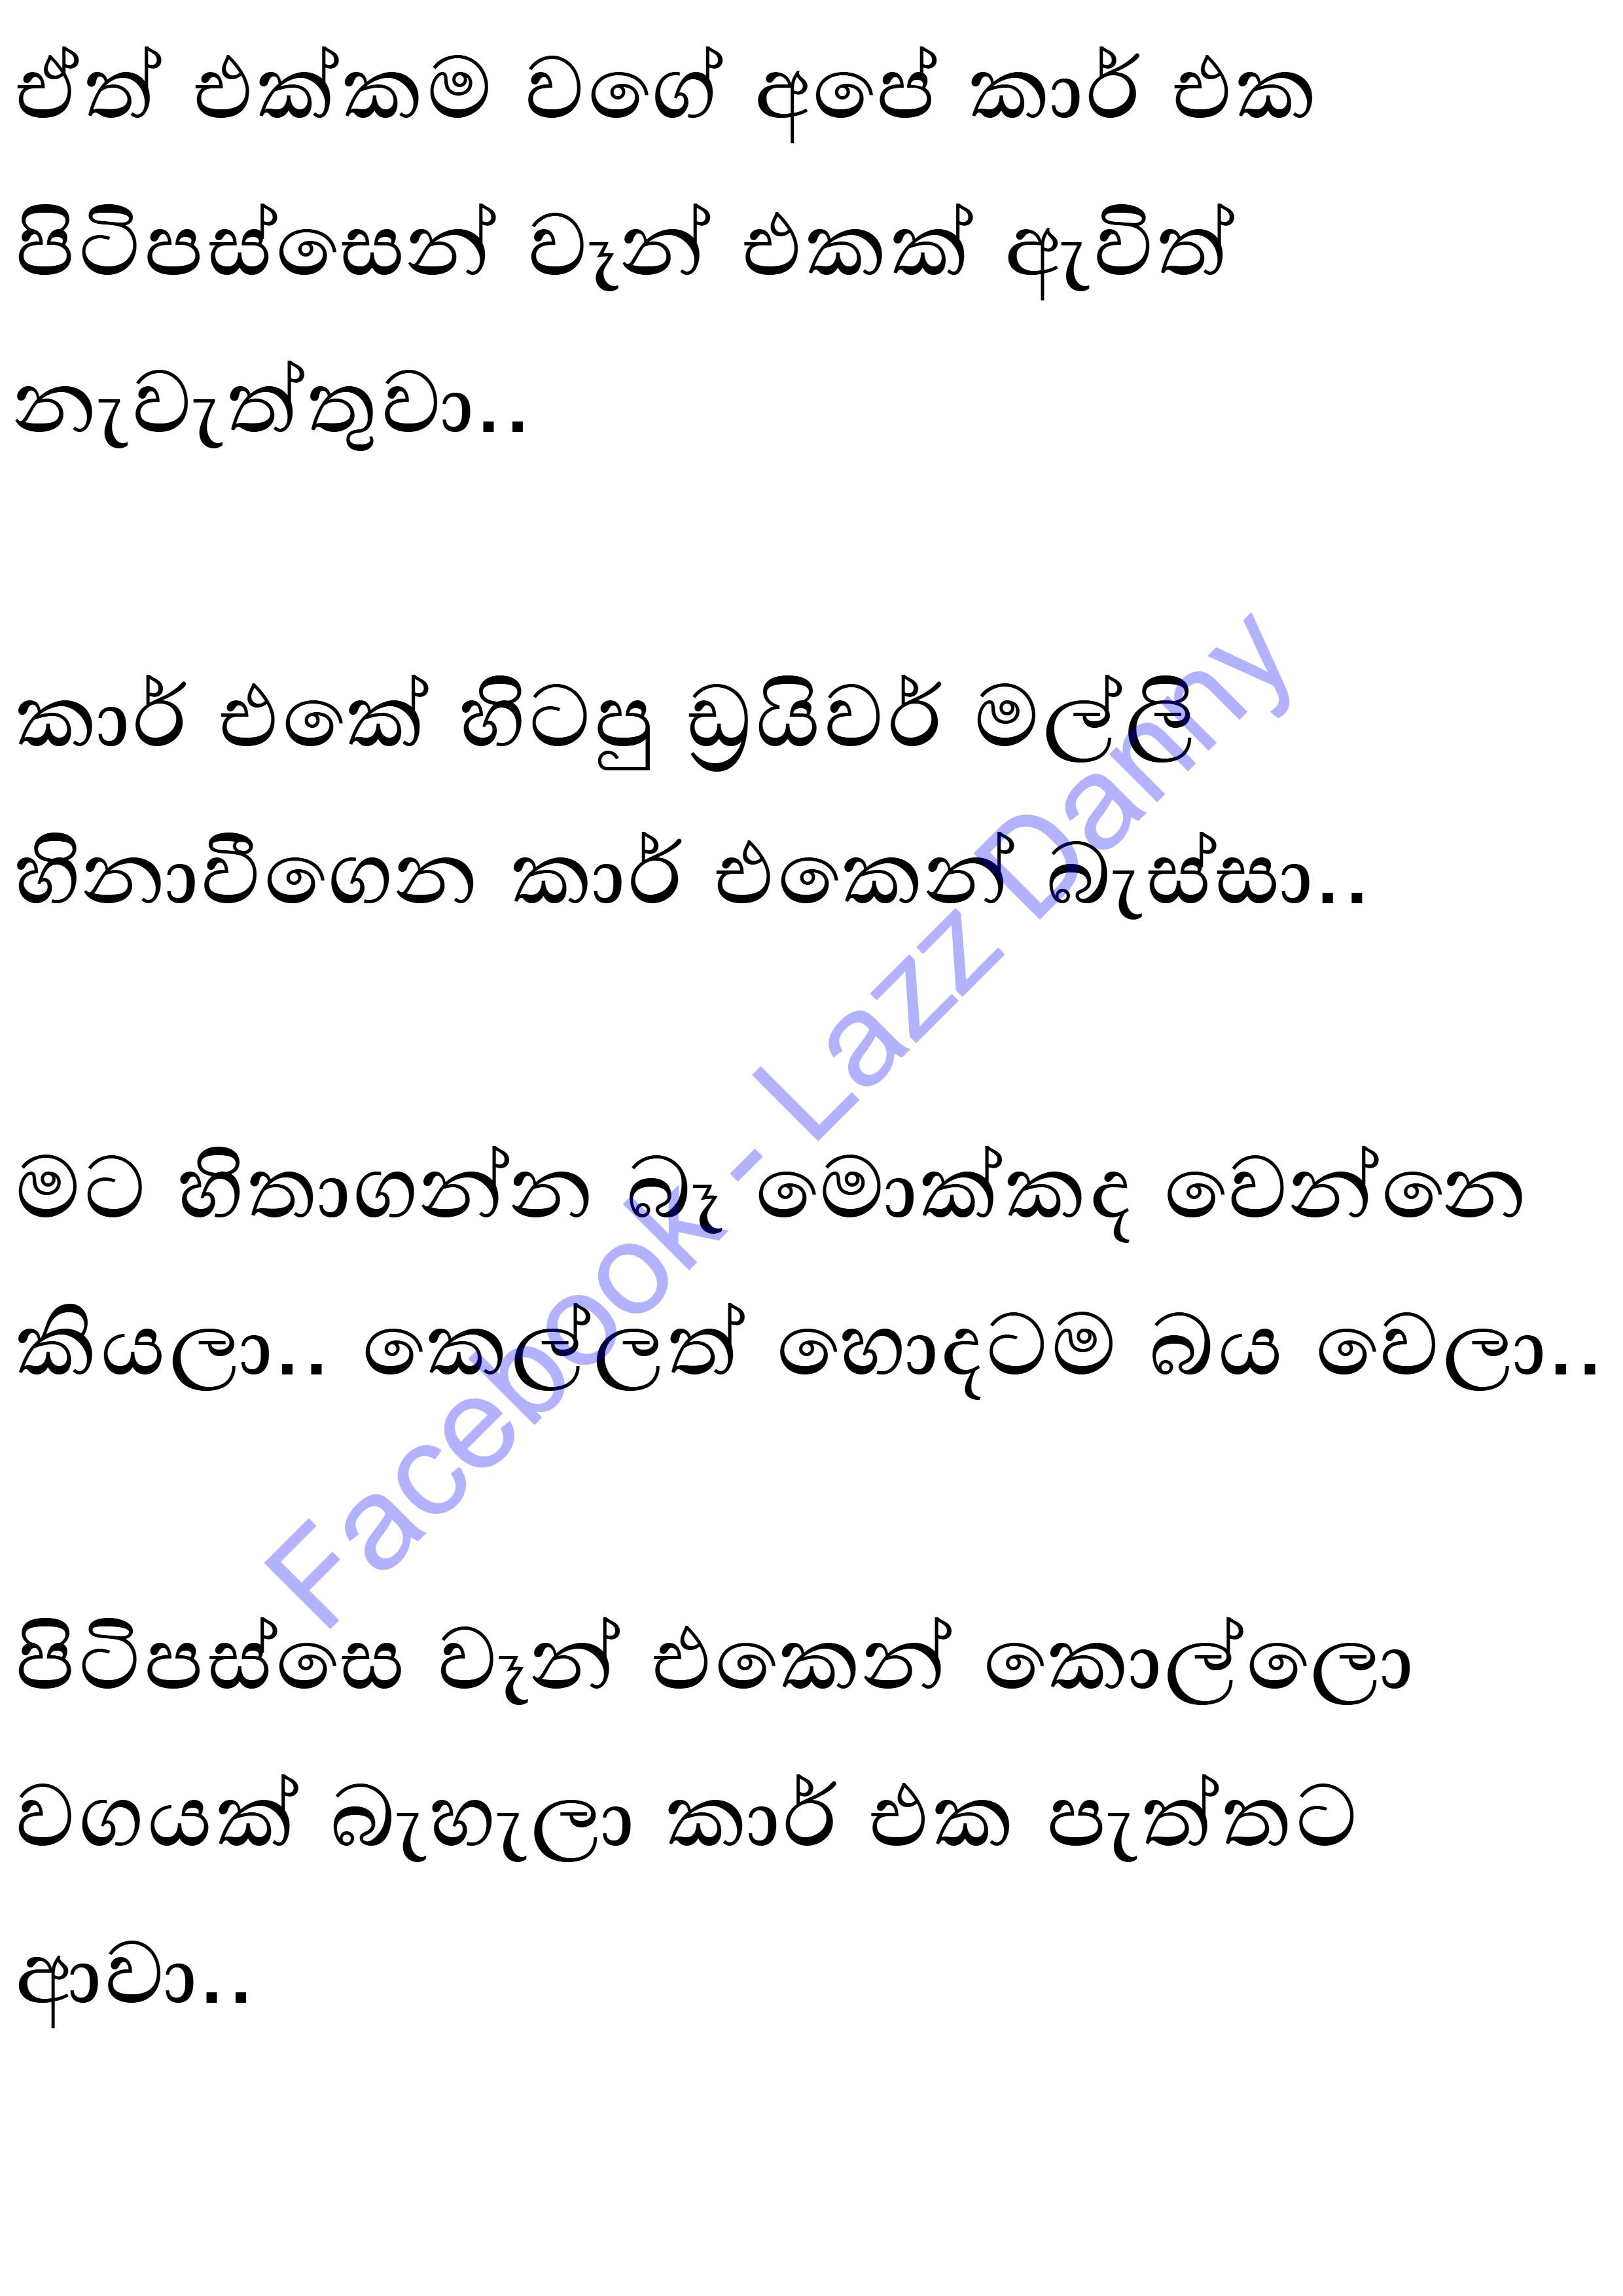 ඒත් එක්කම වගේ අපේ කාර් එක
පිටිපස්සෙන් වෑන් එකක් ඇවිත්
නැවැත්තුවා..
කාර් එකේ හිටපු ඩ්‍රයිවර් මල්ලි
හිනාවීගෙන කාර් එකෙන් බැස්සා..
මට හිතාගන්න බෑ මොක්කද වෙන්නෙ
කියලා.. කෙල්ලත් හොදටම බය වෙලා..
පිටිපස්සෙ වෑන් එකෙන් කොල්ලො
වගයක් බැහැලා කාර් එක පැත්තට
ආවා..
Facebook - Lazz Danny